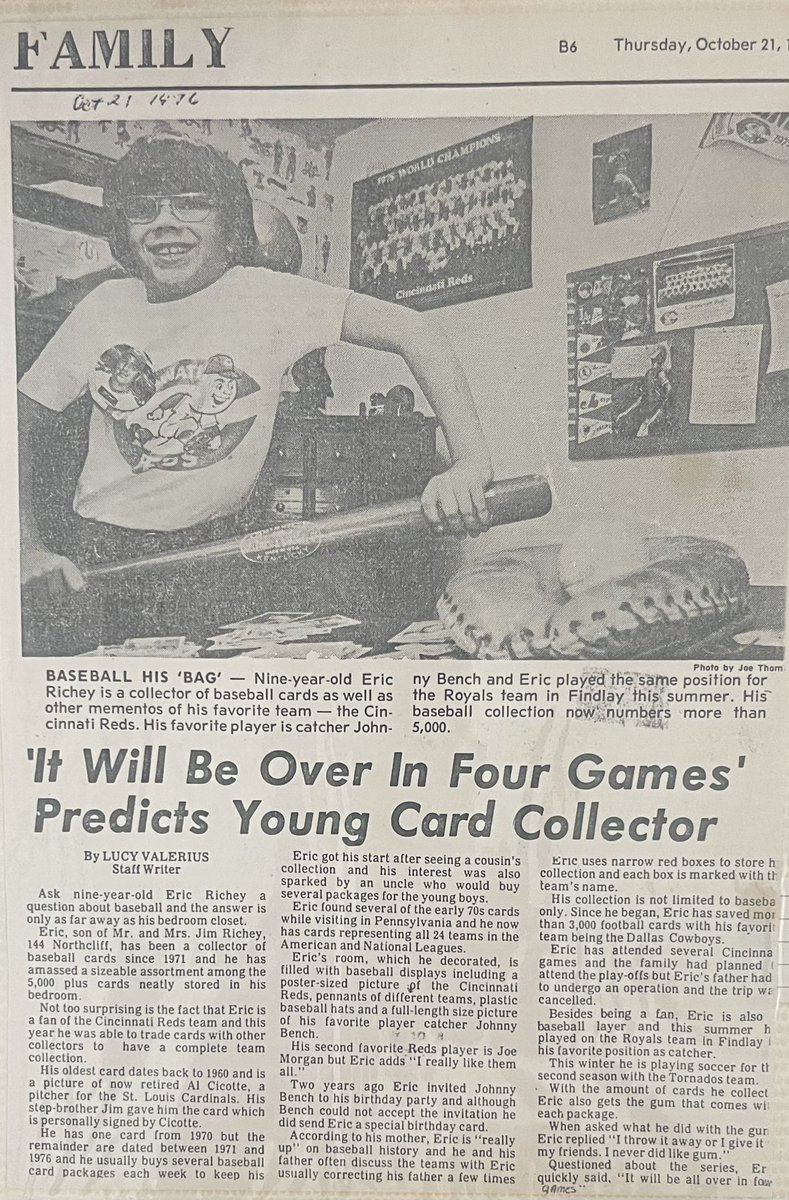 FAMILY
B6 Thursday, October 21, 1
Oct 21 1976
1975 WORLD CHAMPIONS
Cincinnati Reds
Photo by Joe Thom
BASEBALL HIS 'BAG' — Nine-year-old Eric
Richey is a collector of baseball cards as well as
other mementos of his favorite team — the Cin-
cinnati Reds. His favorite player is catcher John-
ny Bench and Eric played the same position for
the Royals team in Findlay this summer. His
baseball collection now numbers more than
5,000.
'It Will Be Over In Four Games'
Predicts Young Card Collector
By LUCY VALERIUS
Staff Writer
Ask nine-year-old Eric Richey a
question about baseball and the answer is
only as far away as his bedroom closet.
Eric, son of Mr. and Mrs. Jim Richey,
144 Northcliff, has been a collector of
baseball cards since 1971 and he has
amassed a sizeable assortment among the
5,000 plus cards neatly stored in his
bedroom.
Not too surprising is the fact that Eric is
a fan of the Cincinnati Reds team and this
year he was able to trade cards with other
collectors to have a complete team
collection.
His oldest card dates back to 1960 and is
a picture of now retired Al Cicotte, a
pitcher for the St. Louis Cardinals. His
step-brother Jim gave him the card which
is personally signed by Cicotte.
He has one card from 1970 but the
remainder are dated between 1971 and
1976 and he usually buys several baseball
card packages each week to keep his
Eric got his start after seeing a cousin's
collection and his interest was also
sparked by an uncle who would buy
several packages for the young boys.
Eric found several of the early 70s cards
while visiting in Pennsylvania and he now
has cards representing all 24 teams in the
American and National Leagues.
Eric's room, which he decorated, is
filled with baseball displays including a
poster-sized picture of the Cincinnati
Reds, pennants of different teams, plastic
baseball hats and a full-length size picture
of his favorite player catcher Johnny
Bench.
His second favorite Reds player is Joe
Morgan but Eric adds "I really like them
all."
Two years ago Eric invited Johnny
Bench to his birthday party and although
Bench could not accept the invitation he
did send Eric a special birthday card.
According to his mother, Eric is "really
up" on baseball history and he and his
father often discuss the teams with Eric
usually correcting his father a few times
Eric uses narrow red boxes to store h
collection and each box is marked with th
team's name.
His collection is not limited to baseba
only. Since he began, Eric has saved mor
than 3,000 football cards with his favori
team being the Dallas Cowboys.
Eric has attended several Cincinna
games and the family had planned
attend the play-offs but Eric's father had
to undergo an operation and the trip wa
cancelled.
Besides being a fan, Eric is also
baseball layer and this summer h
played on the Royals team in Findlay i
his favorite position as catcher.
This winter he is playing soccer for th
second season with the Tornados team.
With the amount of cards he collect
Eric also gets the gum that comes wi
each package.
When asked what he did with the gum
Eric replied "I throw it away or I give it
my friends. I never did like gum."
Questioned about the series, Er
quickly said, "It will be all over in four
games"